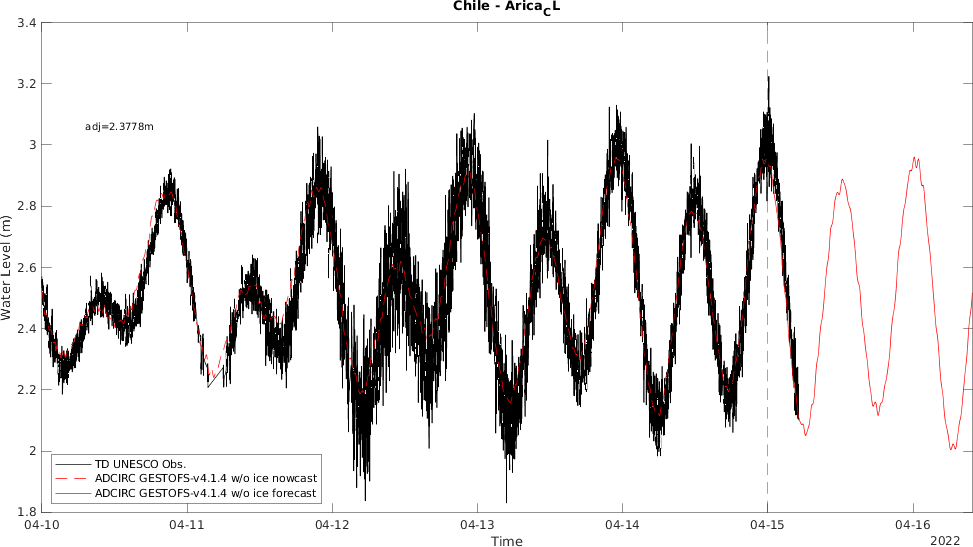 Chile - Arica_CL
3.4
3.2
3
2.8
2.6
2.4
2.2
2
1.8
Water Level (m)
adj=2.3778m
TD UNESCO Obs.
ADCIRC GESTOFS-v4.1.4 w/o ice nowcast
ADCIRC GESTOFS-v4.1.4 w/o ice forecast
04-10 04-11 04-12 04-13 04-14 04-15 04-16
Time
2022